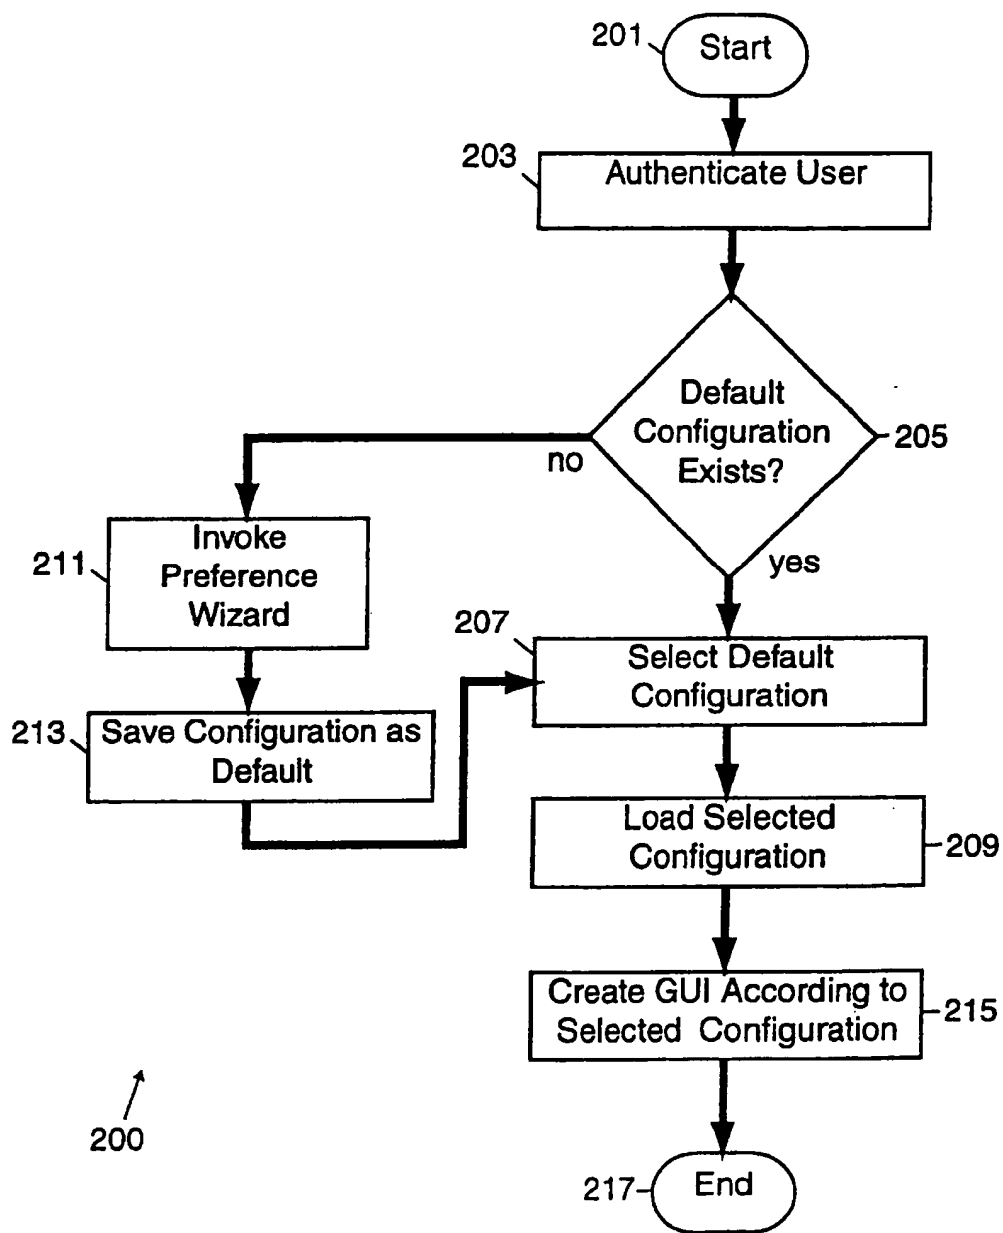 201
Start
203
Authenticate User
Default
Configuration
Exists?
205
no
yes
211
Invoke
Preference
Wizard
207
Select Default
Configuration
213
Save Configuration as
Default
Load Selected
Configuration
209
Create GUI According to
Selected Configuration
215
200
217
End